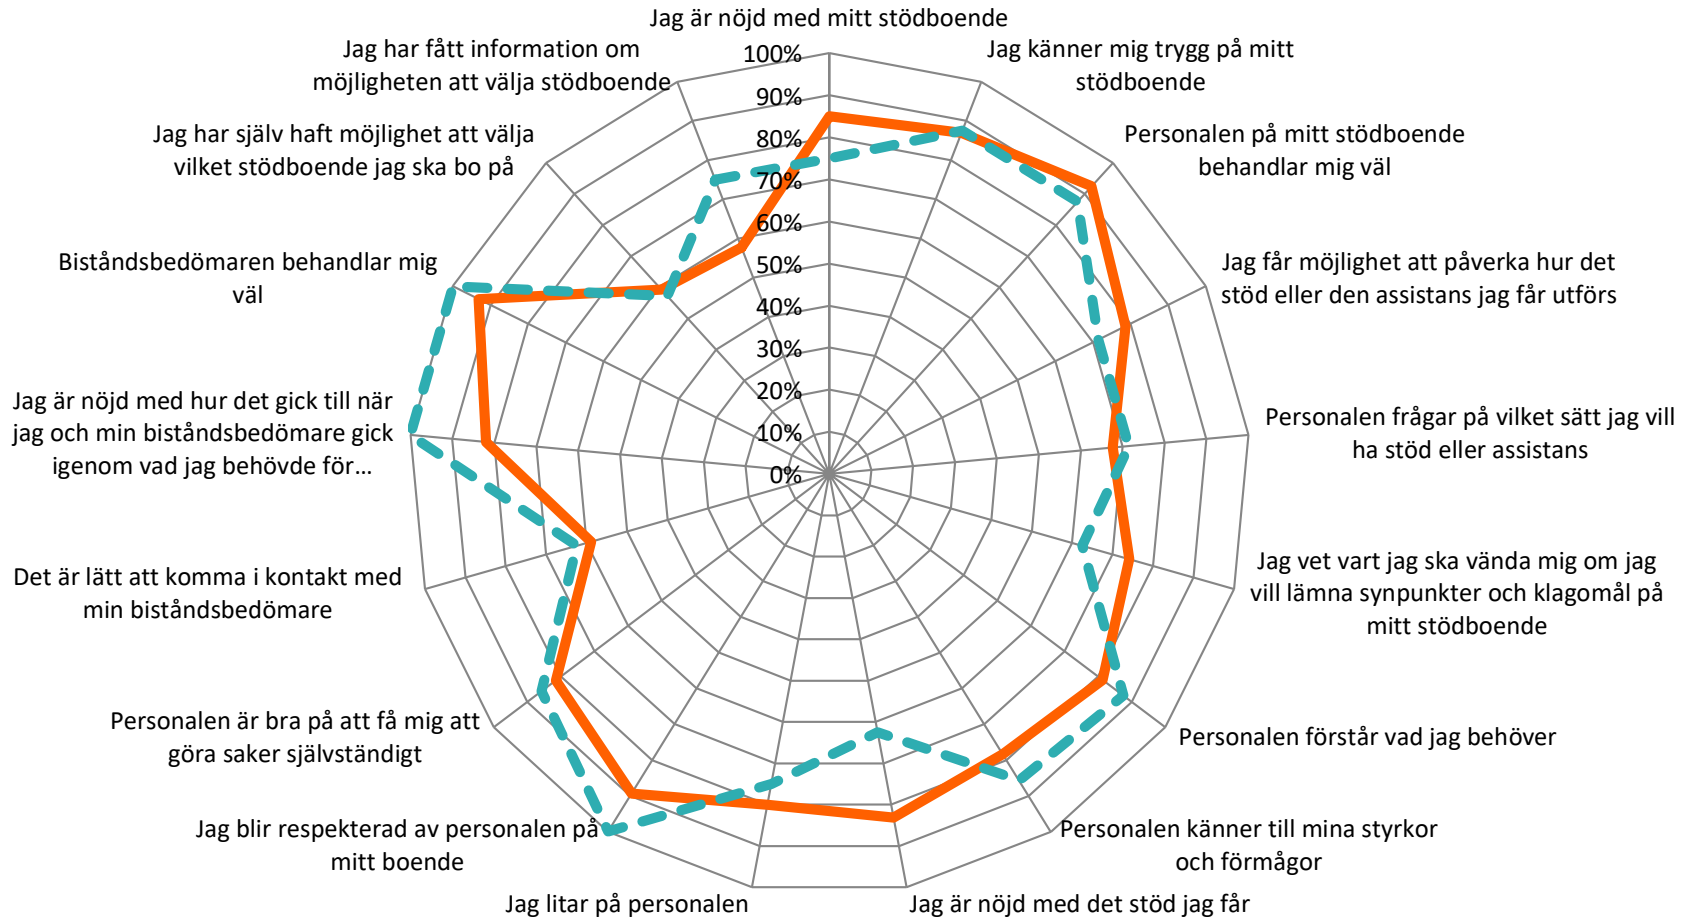 Jag är nöjd med mitt stödboende
Jag känner mig trygg på mitt
stödboende
Personalen på mitt stödboende
behandlar mig väl
Jag får möjlighet att påverka hur det
stöd eller den assistans jag får utförs
Personalen frågar på vilket sätt jag vill
ha stöd eller assistans
Jag vet vart jag ska vända mig om jag
vill lämna synpunkter och klagomål på
mitt stödboende
Personalen förstår vad jag behöver
Personalen känner till mina styrkor
och förmågor
Jag är nöjd med det stöd jag får
Jag litar på personalen
Jag blir respekterad av personalen på
mitt boende
Personalen är bra på att få mig att
göra saker självständigt
Det är lätt att komma i kontakt med
min biståndsbedömare
Jag är nöjd med hur det gick till när
jag och min biståndsbedömare gick
igenom vad jag behövde för…
Biståndsbedömaren behandlar mig
väl
Jag har själv haft möjlighet att välja
vilket stödboende jag ska bo på
Jag har fått information om
möjligheten att välja stödboende
100%
90%
80%
70%
60%
50%
40%
30%
20%
10%
0%